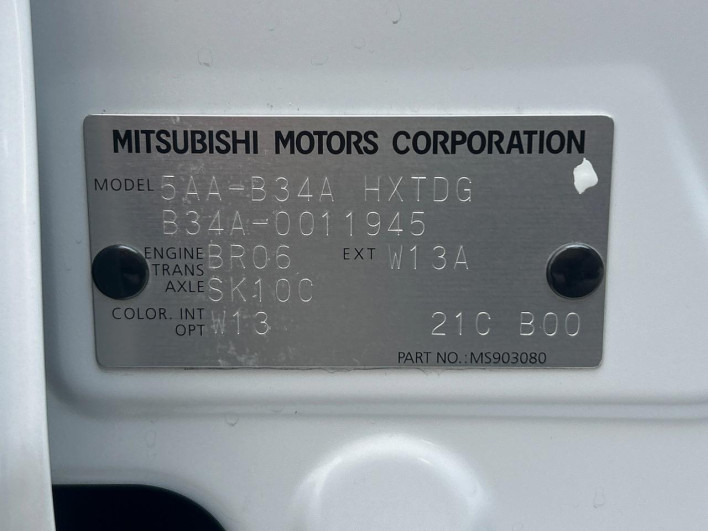 MITSUBISHI MOTORS CORPORATION
MODEL 5AA-B34A HXTDG
B34A-0011945
ENGINE BR06 EXT W13A
TRANS
AXLE SK10C
COLOR. INT
OPT W13 21C B00
PART NO.:MS903080